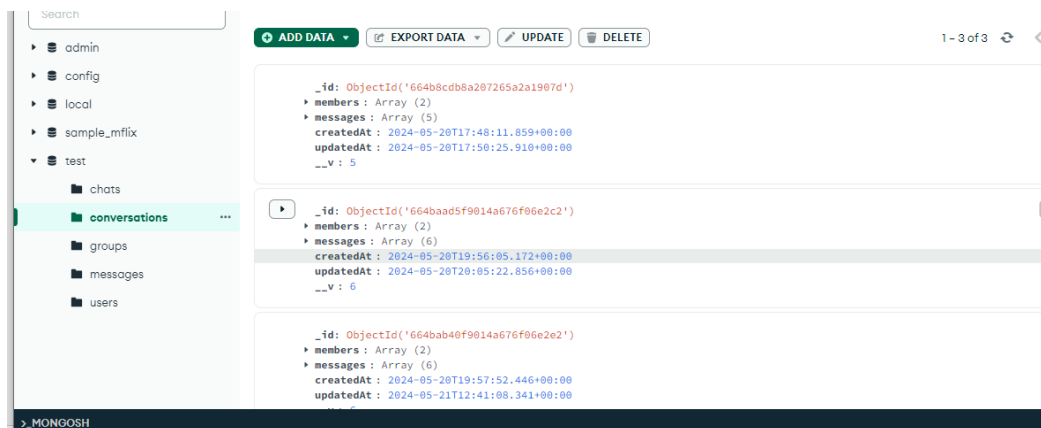 Search
admin
config
local
sample_mflix
test
chats
conversations
groups
messages
users
ADD DATA EXPORT DATA UPDATE DELETE 1 – 3 of 3
_id: ObjectId('664b8cdb8a207265a2a1907d')
members : Array (2)
messages : Array (5)
createdAt : 2024-05-20T17:48:11.859+00:00
updatedAt : 2024-05-20T17:50:25.910+00:00
__v : 5
_id: ObjectId('664baad5f9014a676f06e2c2')
members : Array (2)
messages : Array (6)
createdAt : 2024-05-20T19:56:05.172+00:00
updatedAt : 2024-05-20T20:05:22.856+00:00
__v : 6
_id: ObjectId('664bab40f9014a676f06e2e2')
members : Array (2)
messages : Array (6)
createdAt : 2024-05-20T19:57:52.446+00:00
updatedAt : 2024-05-21T12:41:08.341+00:00
>_MONGOSH